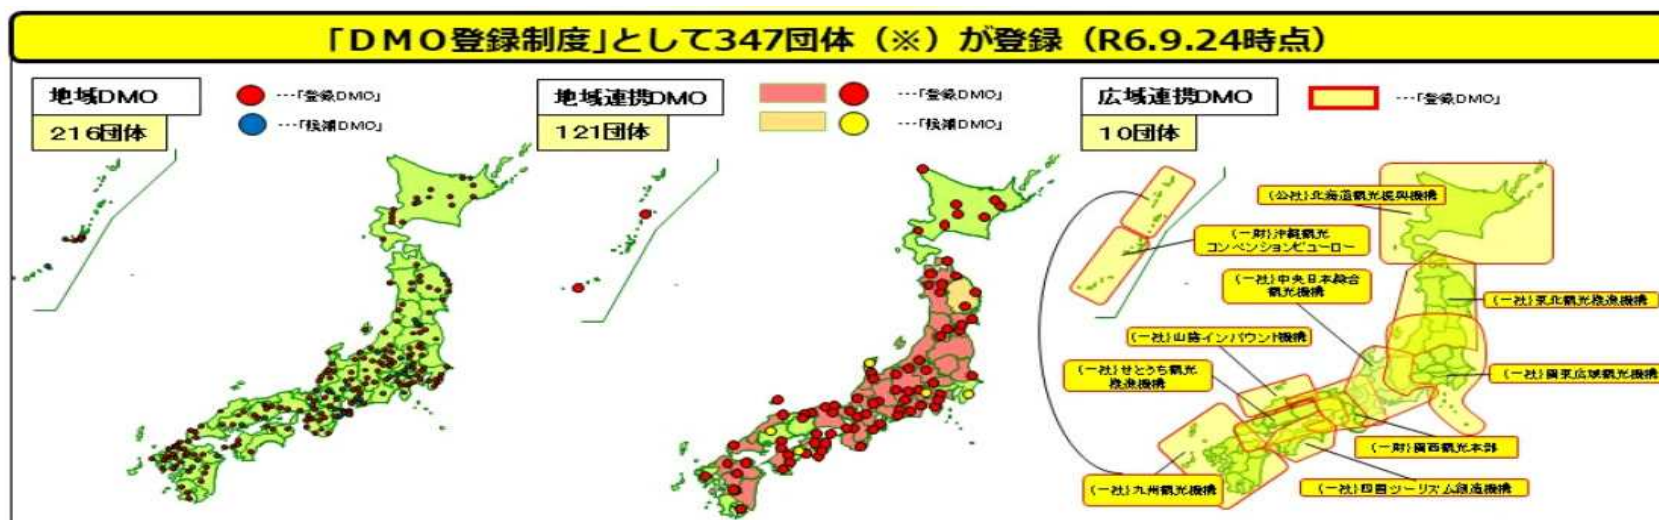 「DMO登録制度」として347団体（※）が登録（R6.9.24時点）
地域DMO
216団体
---「登録DMO」
---「候補DMO」
地域連携DMO
121団体
---「登録DMO」
---「候補DMO」
広域連携DMO
10団体
---「登録DMO」
(公社)北海道観光振興機構
(一財)沖縄観光
コンベンションビューロー
(一社)中央日本総合
観光機構
(一社)東北観光推進機構
(一社)山陰インバウンド機構
(一社)せとうち観光
推進機構
(一社)関東広域観光機構
(一財)関西観光本部
(一社)九州観光機構
(一社)四国ツーリズム創造機構